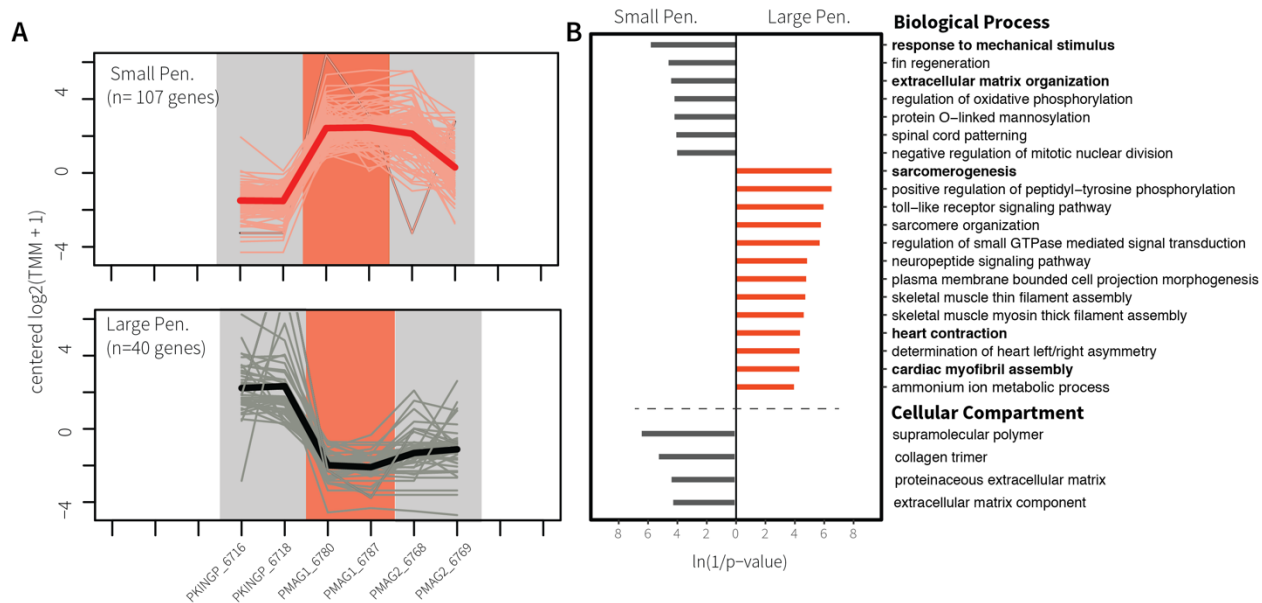 A
Small Pen.
(n= 107 genes)
4
0
−4
Large Pen.
(n=40 genes)
4
0
−4
centered log2(TMM + 1)
PKINGP_6716
PKINGP_6718
PMAG1_6780
PMAG1_6787
PMAG2_6768
PMAG2_6769
B
Small Pen.
Large Pen.
Biological Process
response to mechanical stimulus
fin regeneration
extracellular matrix organization
regulation of oxidative phosphorylation
protein O-linked mannosylation
spinal cord patterning
negative regulation of mitotic nuclear division
sarcomerogenesis
positive regulation of peptidyl-tyrosine phosphorylation
toll-like receptor signaling pathway
sarcomere organization
regulation of small GTPase mediated signal transduction
neuropeptide signaling pathway
plasma membrane bounded cell projection morphogenesis
skeletal muscle thin filament assembly
skeletal muscle myosin thick filament assembly
heart contraction
determination of heart left/right asymmetry
cardiac myofibril assembly
ammonium ion metabolic process
Cellular Compartment
supramolecular polymer
collagen trimer
proteinaceous extracellular matrix
extracellular matrix component
8 6 4 2 0 2 4 6 8
ln(1/p−value)